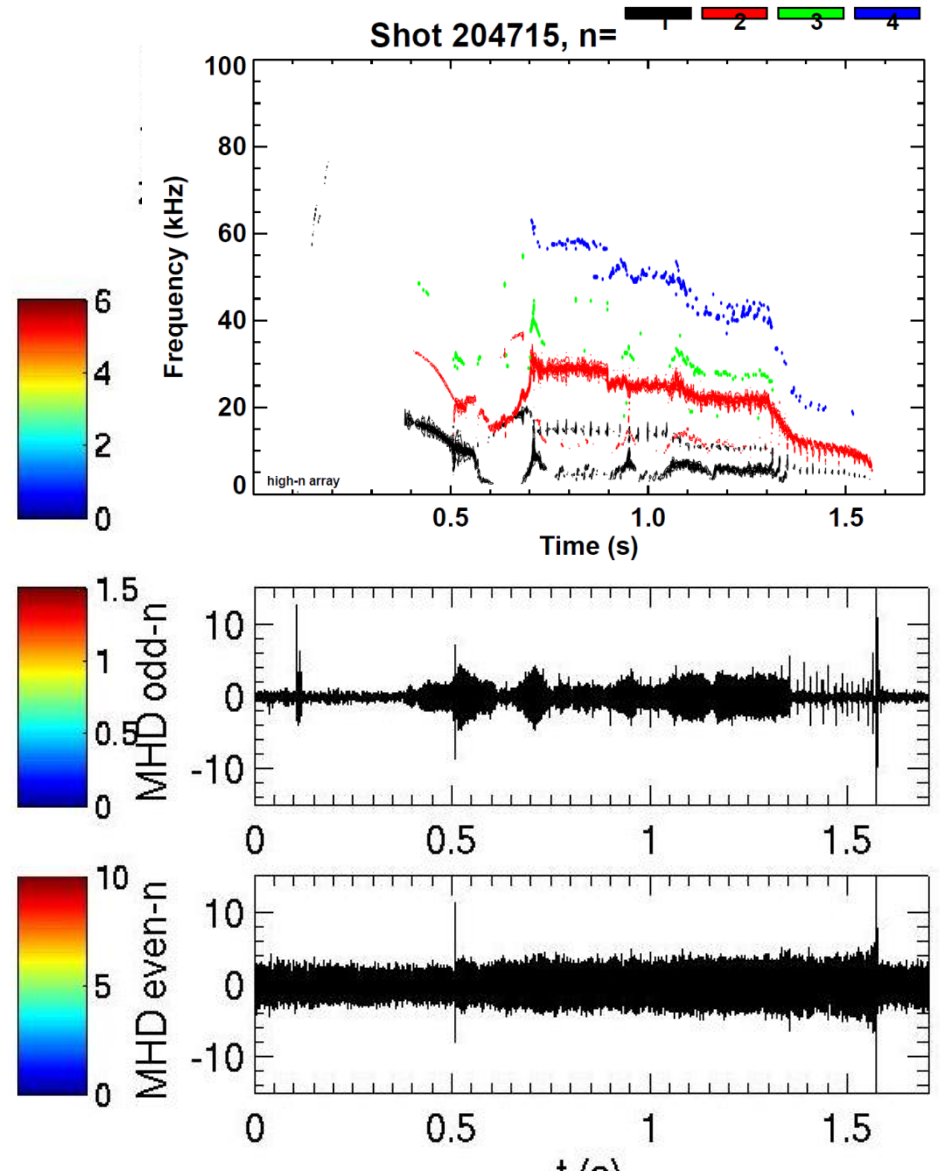 1 2 3 4
Shot 204715, n=
100
80
60
40
20
0
Frequency (kHz)
high-n array
0.5 1.0 1.5
Time (s)
6
4
2
0
1.5
1
0.5
0
MHD odd-n
10
0
-10
0 0.5 1 1.5
10
5
0
MHD even-n
10
0
-10
0 0.5 1 1.5
t (s)